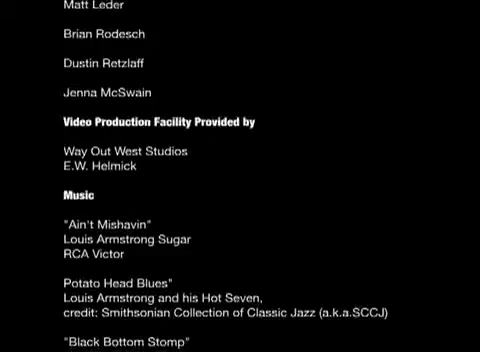 Matt Leder
Brian Rodesch
Dustin Retzlaff
Jenna McSwain
Video Production Facility Provided by
Way Out West Studios
E.W. Helmick
Music
"Ain't Mishavin"
Louis Armstrong Sugar
RCA Victor
Potato Head Blues"
Louis Armstrong and his Hot Seven,
credit: Smithsonian Collection of Classic Jazz (a.k.a.SCCJ)
"Black Bottom Stomp"